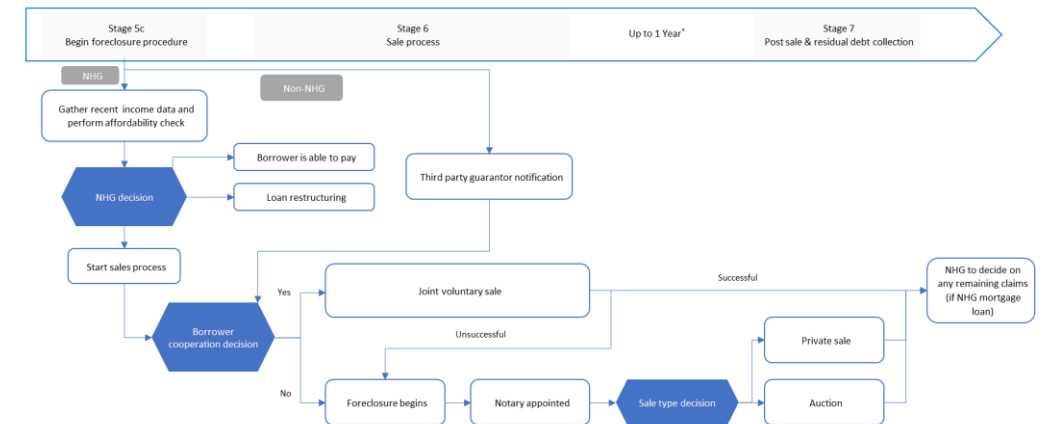 Stage 5c
Begin foreclosure procedure
Stage 6
Sale process
Up to 1 Year*
Stage 7
Post sale & residual debt collection
NHG
Non-NHG
Gather recent income data and
perform affordability check
Borrower is able to pay
Third party guarantor notification
NHG decision
Loan restructuring
Start sales process
NHG to decide on
any remaining claims
(if NHG mortgage
loan)
Successful
Yes
Joint voluntary sale
Borrower
cooperation decision
Unsuccessful
Private sale
No
Foreclosure begins
Notary appointed
Sale type decision
Auction